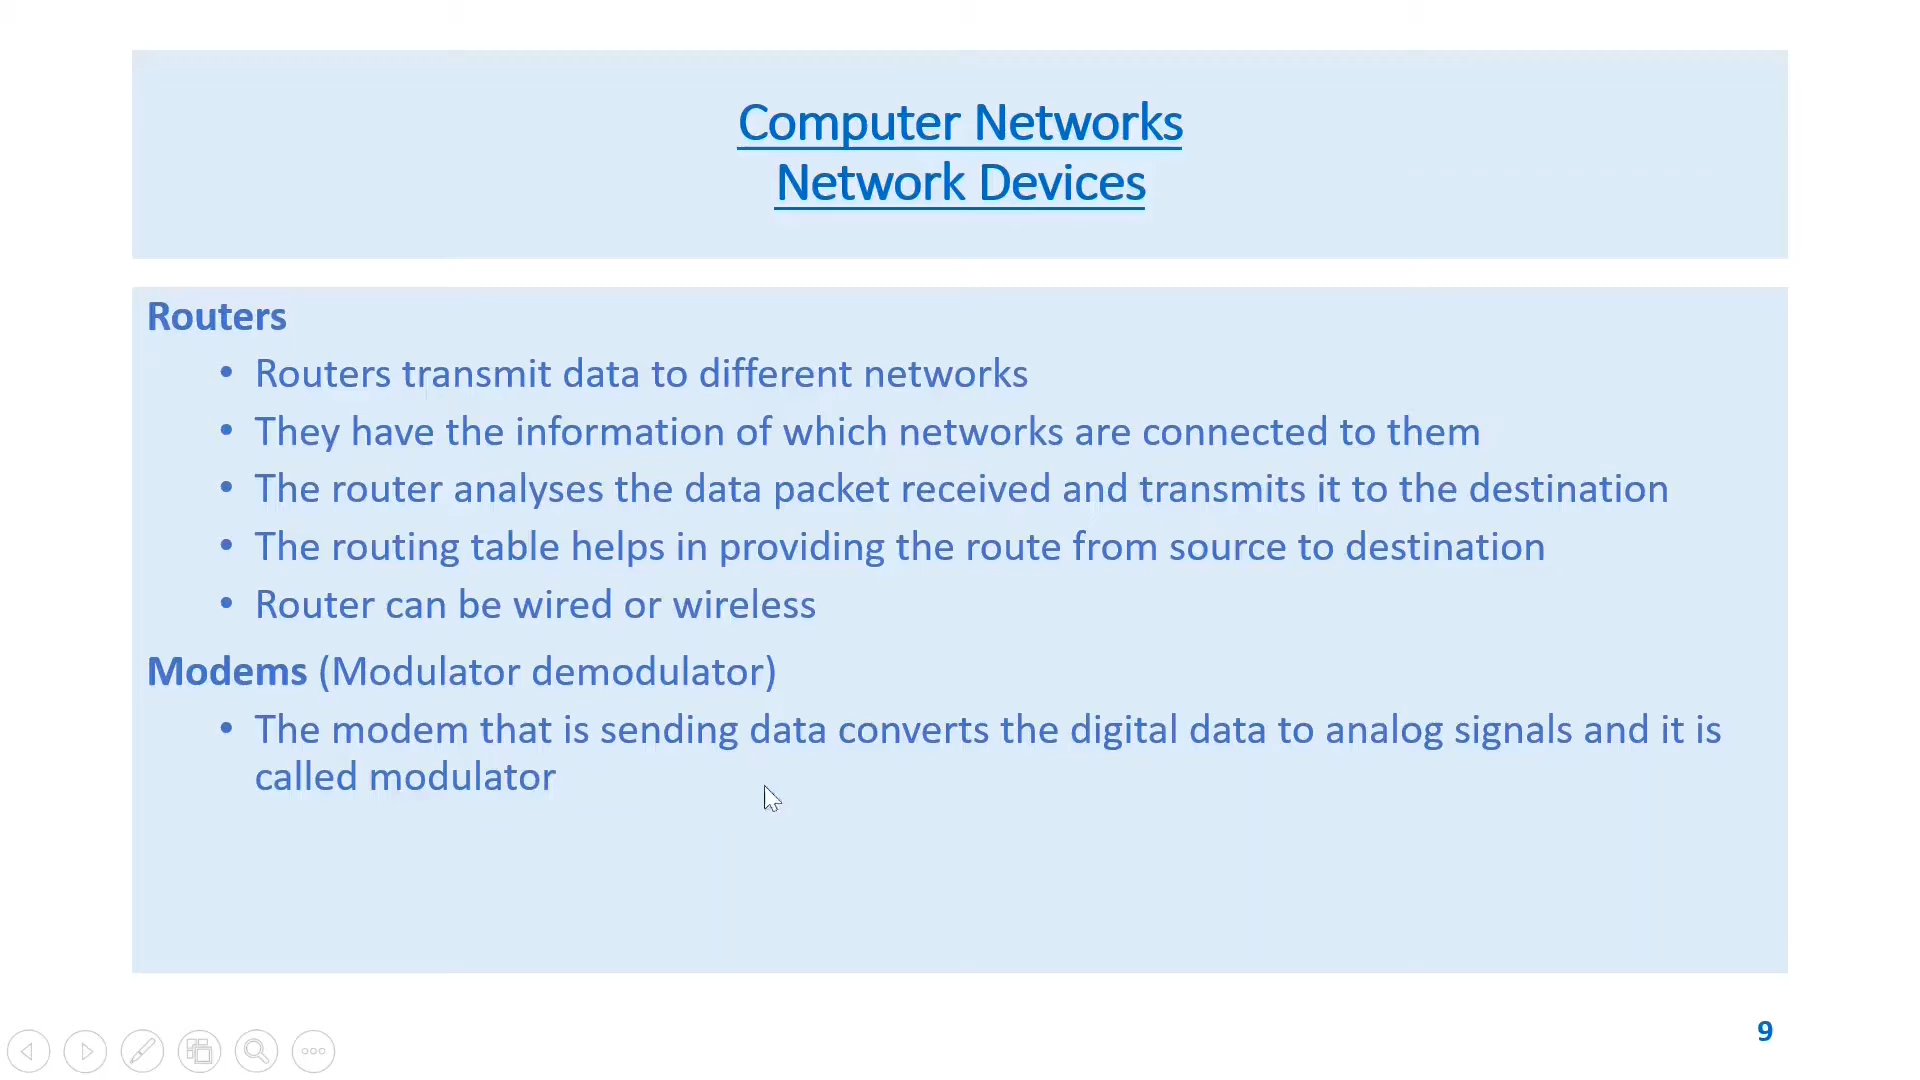 Computer Networks
Network Devices
Routers
• Routers transmit data to different networks
• They have the information of which networks are connected to them
• The router analyses the data packet received and transmits it to the destination
• The routing table helps in providing the route from source to destination
• Router can be wired or wireless
Modems (Modulator demodulator)
• The modem that is sending data converts the digital data to analog signals and it is
called modulator
9